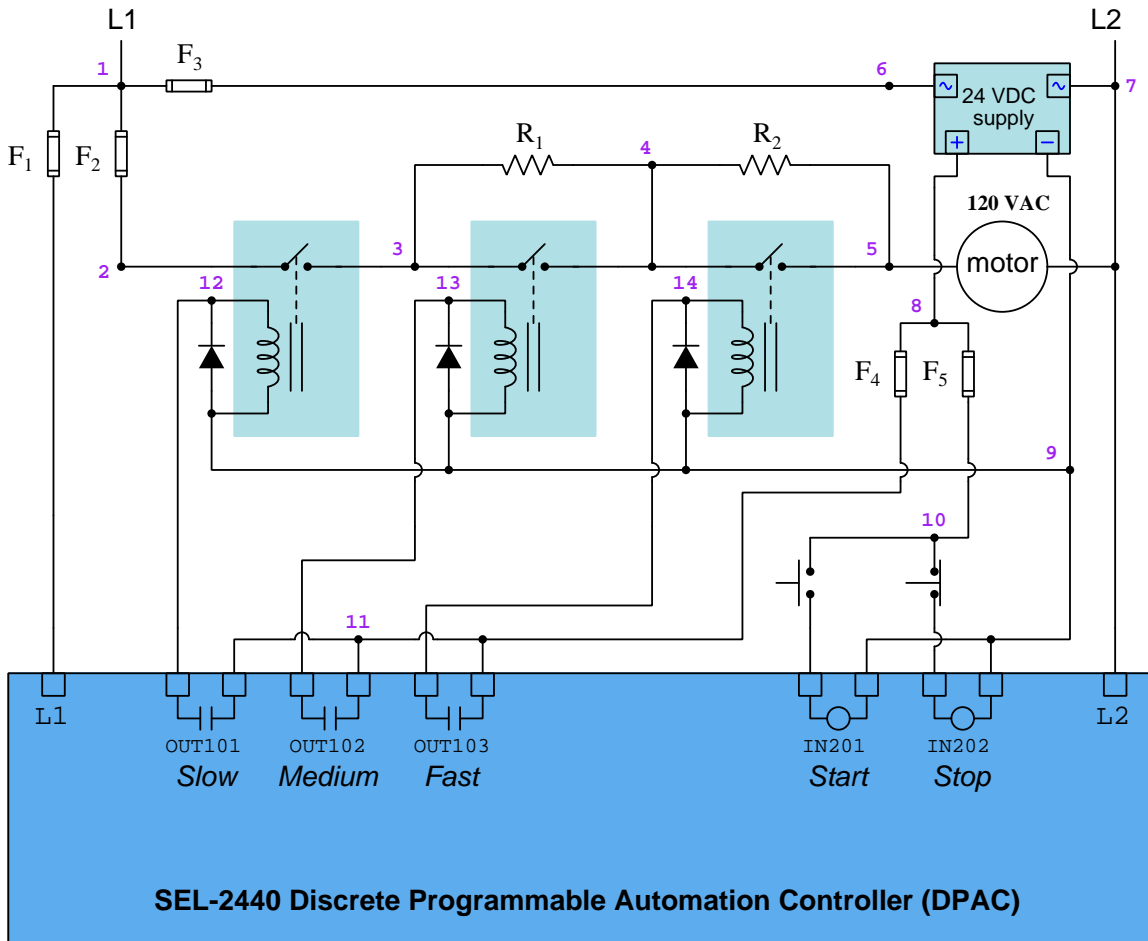 L1
L2
1
F3
6
7
24 VDC
supply
+
−
F1
F2
R1
4
R2
120 VAC
motor
2
3
5
12
13
14
8
F4
F5
9
10
11
L1
OUT101
OUT102
OUT103
IN201
IN202
L2
Slow
Medium
Fast
Start
Stop
SEL-2440 Discrete Programmable Automation Controller (DPAC)